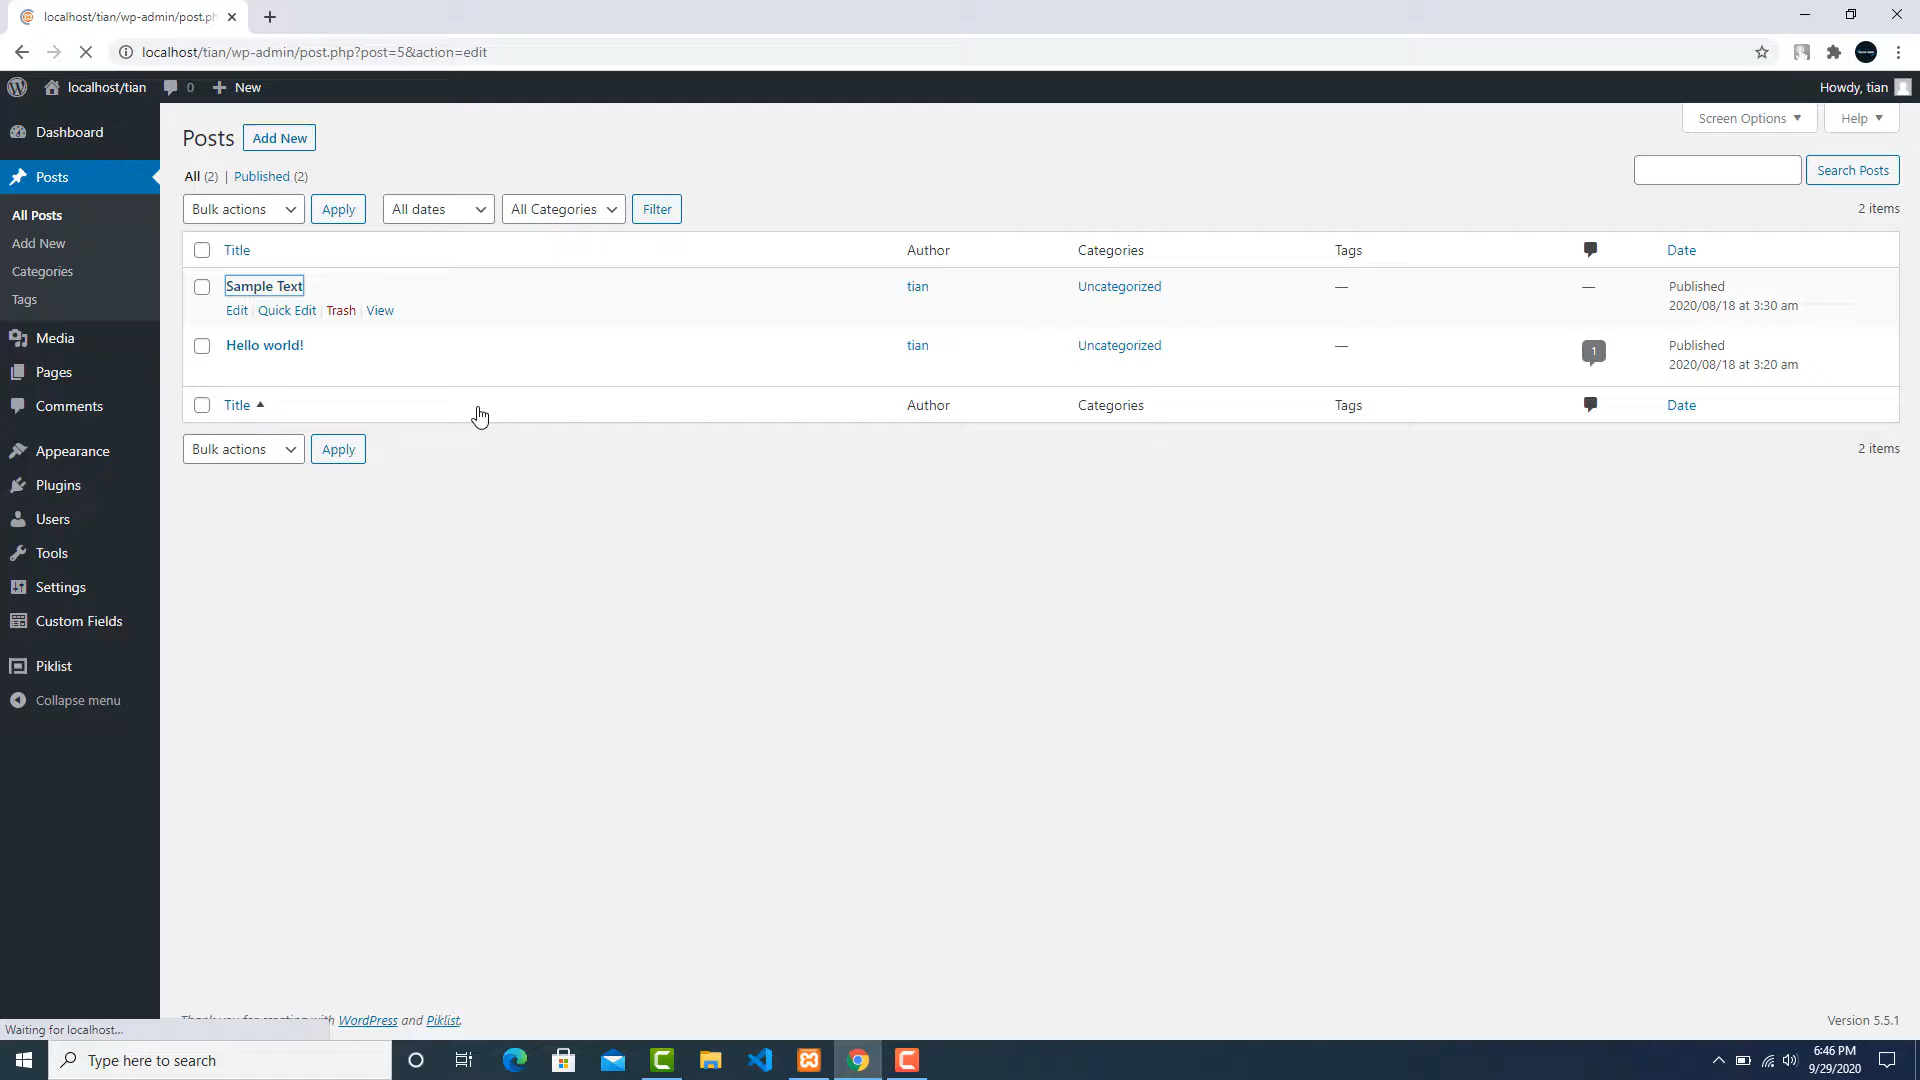 localhost/tian/wp-admin/post.ph
localhost/tian/wp-admin/post.php?post=5&action=edit
localhost/tian 0 New Howdy, tian
Dashboard
Posts
All Posts
Add New
Categories
Tags
Media
Pages
Comments
Appearance
Plugins
Users
Tools
Settings
Custom Fields
Piklist
Collapse menu
Screen Options Help
Posts Add New
All (2) | Published (2)
Search Posts
Bulk actions Apply All dates All Categories Filter 2 items
Title Author Categories Tags Date
Sample Text tian Uncategorized — — Published
2020/08/18 at 3:30 am
Edit | Quick Edit | Trash | View
Hello world! tian Uncategorized — 1 Published
2020/08/18 at 3:20 am
Title Author Categories Tags Date
Bulk actions Apply 2 items
WordPress and Piklist. Version 5.5.1
Waiting for localhost...
Type here to search
6:46 PM
9/29/2020